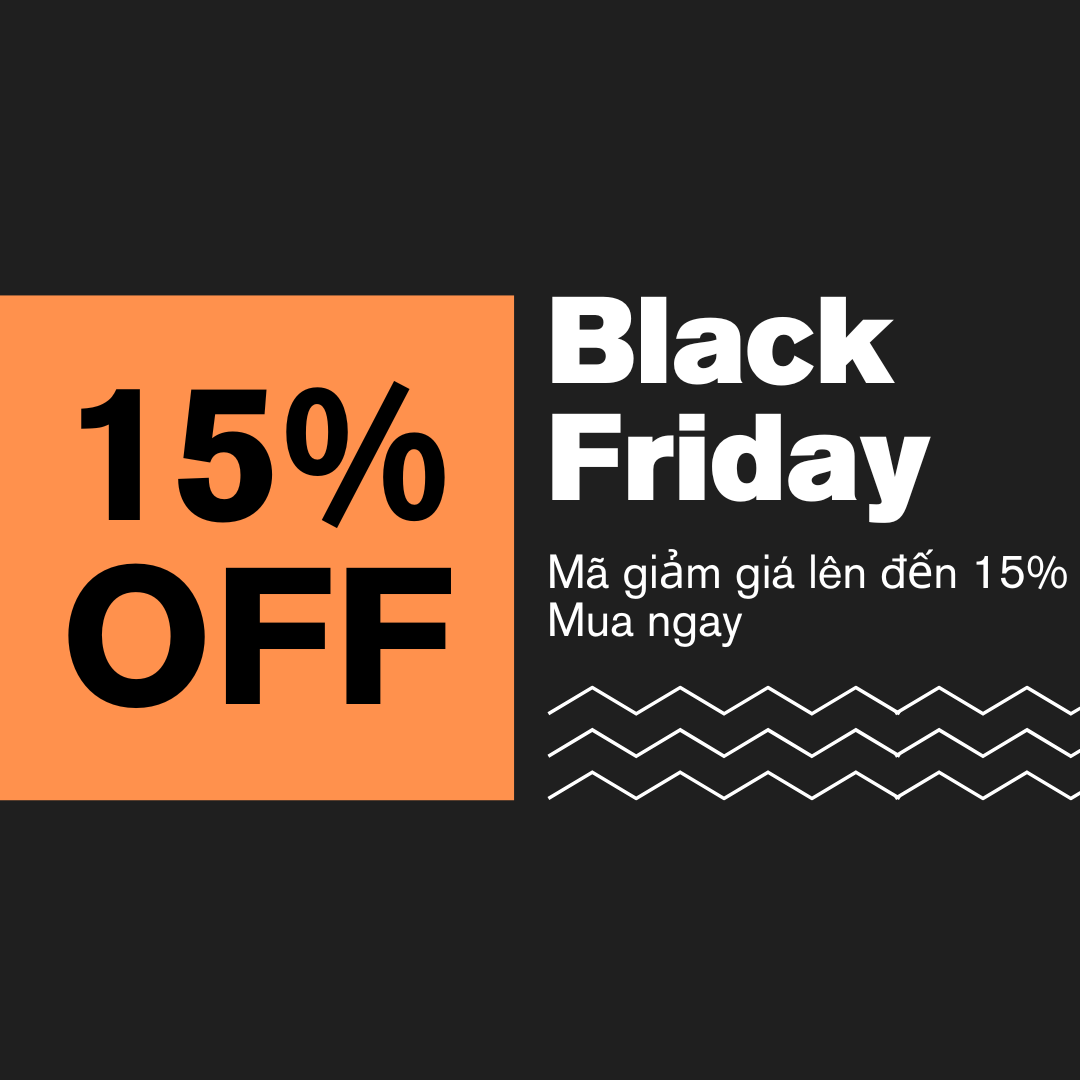 15%
OFF
Black
Friday
Mã giảm giá lên đến 15%
Mua ngay